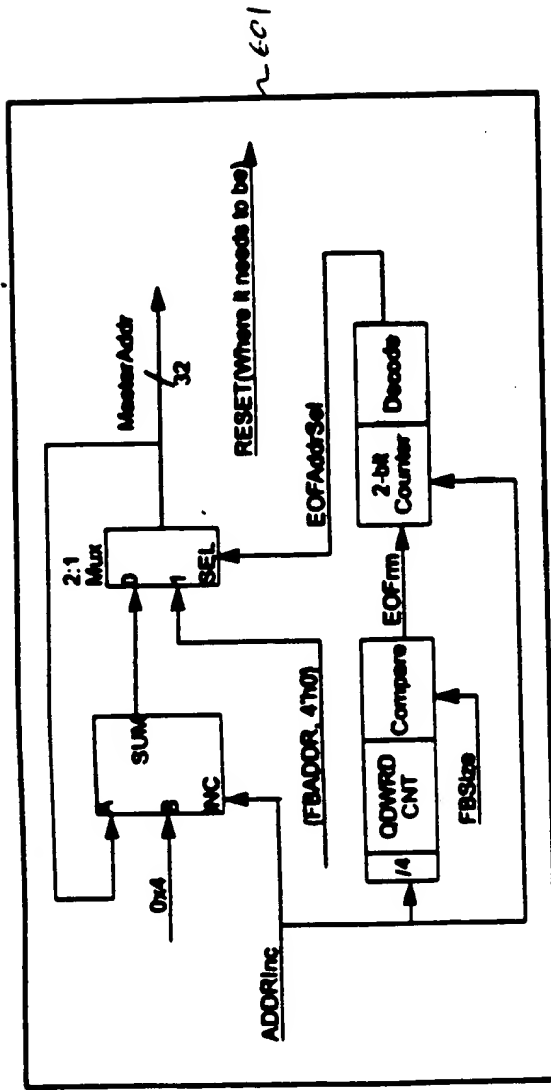 MasterAddr
32
2:1
Mux
0
1
SEL
A
SUM
B
INC
0x4
RESET(Where it needs to be)
{FBADDR, 4'h0}
EOFAddrSel
ADDRInc
/4
QDWRD
CNT
Compare
EOFrm
2-bit
Counter
Decode
FBSize